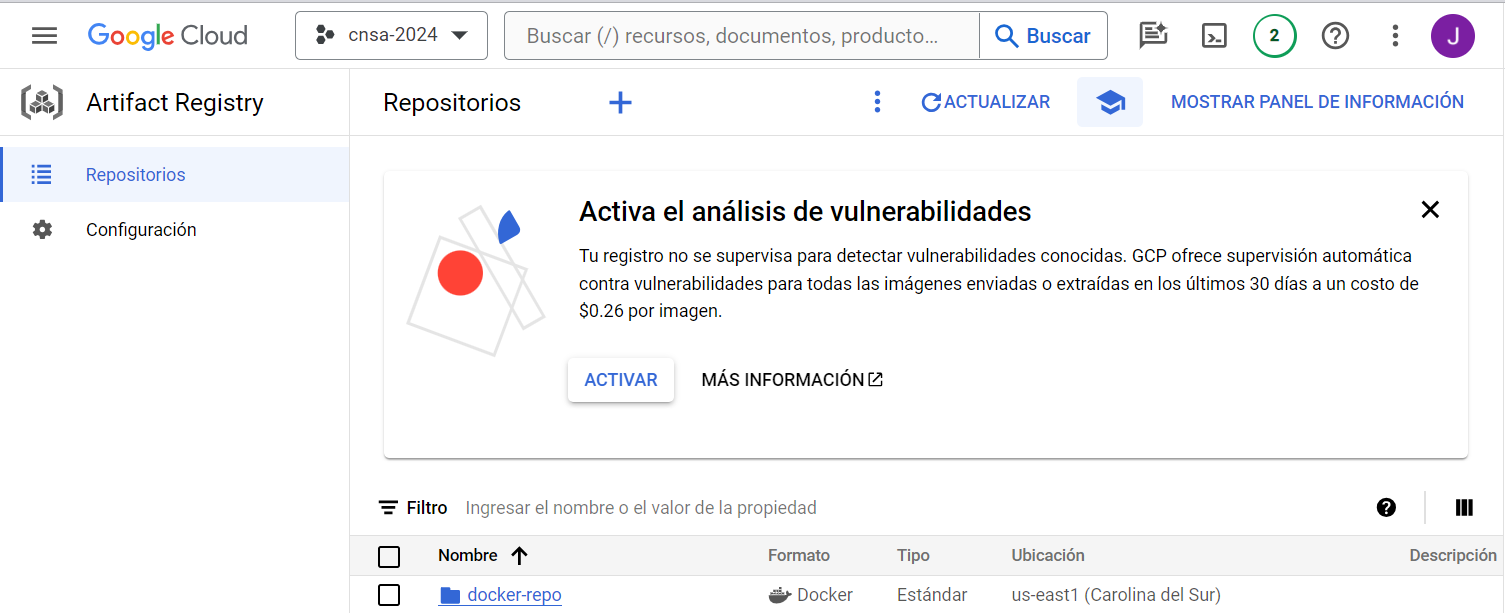 Google Cloud
cnsa-2024
Buscar (/) recursos, documentos, producto...
Buscar
2
J
Artifact Registry
Repositorios
ACTUALIZAR
MOSTRAR PANEL DE INFORMACIÓN
Repositorios
Configuración
Activa el análisis de vulnerabilidades
Tu registro no se supervisa para detectar vulnerabilidades conocidas. GCP ofrece supervisión automática
contra vulnerabilidades para todas las imágenes enviadas o extraídas en los últimos 30 días a un costo de
$0.26 por imagen.
ACTIVAR
MÁS INFORMACIÓN
Filtro
Ingresar el nombre o el valor de la propiedad
Nombre Formato Tipo Ubicación Descripción
docker-repo Docker Estándar us-east1 (Carolina del Sur)